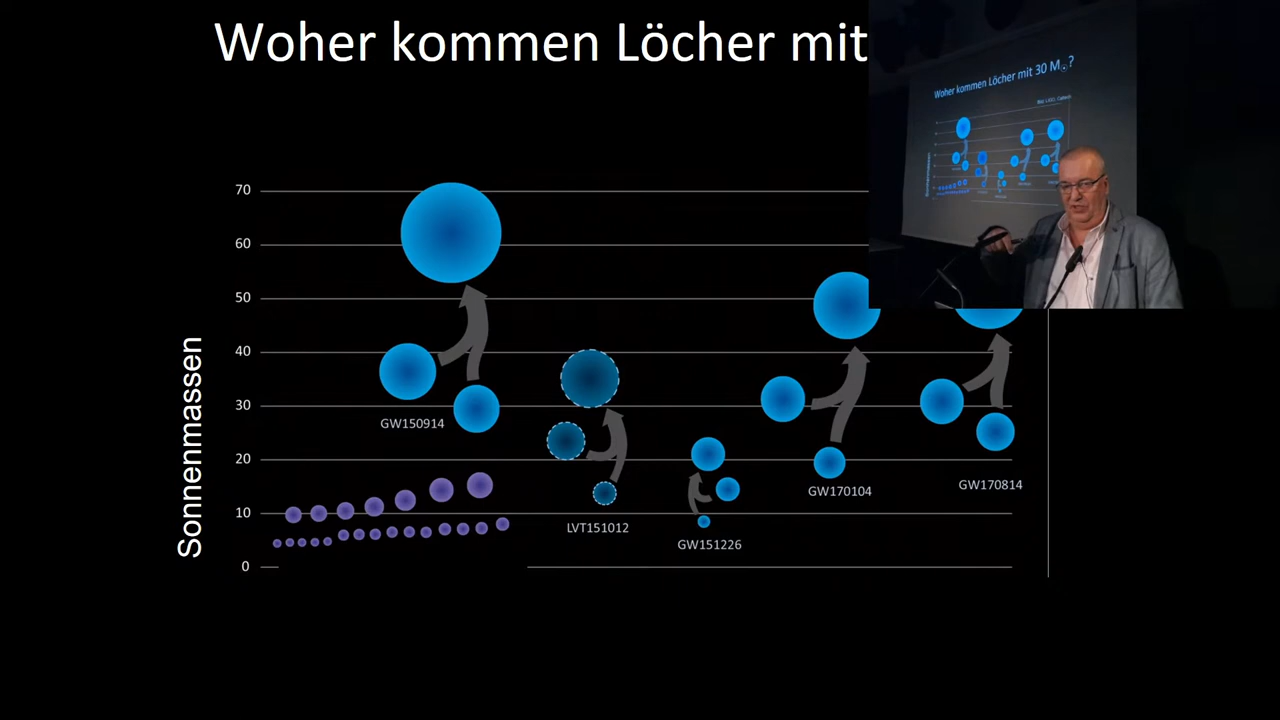 Woher kommen Löcher mit
Woher kommen Löcher mit 30 M☉?
70
60
50
40
30
20
10
0
Sonnenmassen
GW150914
LVT151012
GW151226
GW170104
GW170814